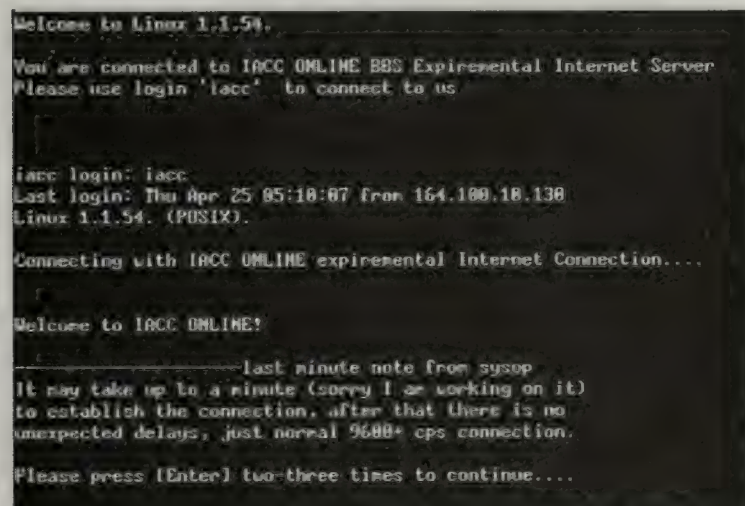 Welcome to Linux 1.1.54.
You are connected to IACC ONLINE BBS Expiremental Internet Server
Please use login 'iacc' to connect to us
iacc login: iacc
Last login: Thu Apr 25 05:10:07 from 164.100.10.130
Linux 1.1.54. (POSIX).
Connecting with IACC ONLINE expiremental Internet Connection....
Welcome to IACC ONLINE!
last minute note from sysop
It may take up to a minute (sorry I am working on it)
to establish the connection, after that there is no
unexpected delays, just normal 9600+ cps connection.
Please press [Enter] two-three times to continue....